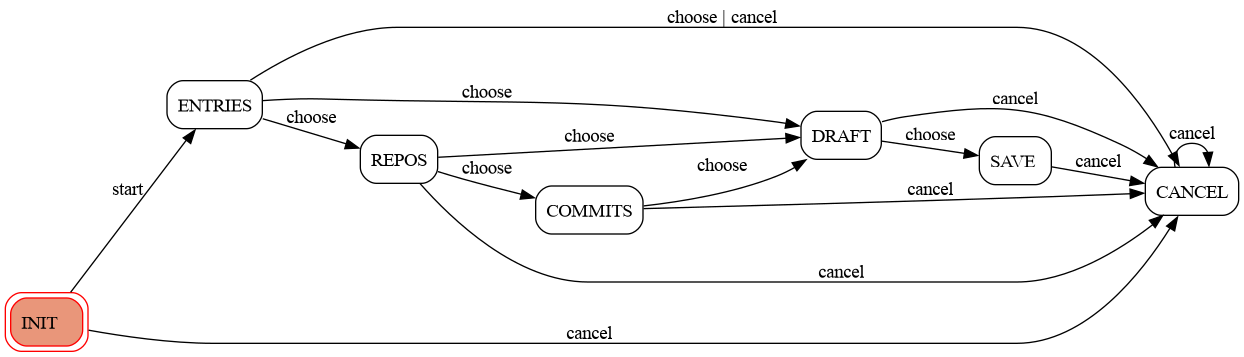 choose | cancel
ENTRIES
choose
choose
cancel
choose
REPOS
choose
DRAFT
choose
cancel
SAVE
cancel
choose
choose
start
COMMITS
cancel
CANCEL
cancel
INIT
cancel